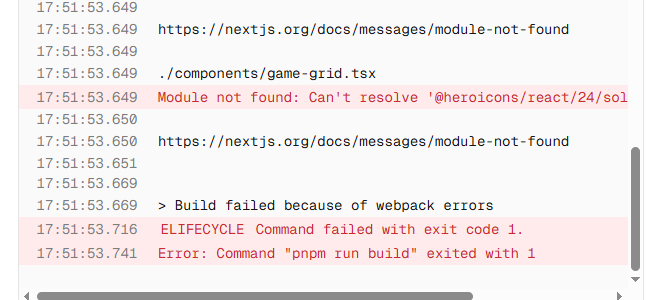 17:51:53.649
17:51:53.649 https://nextjs.org/docs/messages/module-not-found
17:51:53.649
17:51:53.649 ./components/game-grid.tsx
17:51:53.649 Module not found: Can't resolve '@heroicons/react/24/sol
17:51:53.650
17:51:53.650 https://nextjs.org/docs/messages/module-not-found
17:51:53.651
17:51:53.669
17:51:53.669 > Build failed because of webpack errors
17:51:53.716 ELIFECYCLE Command failed with exit code 1.
17:51:53.741 Error: Command "pnpm run build" exited with 1